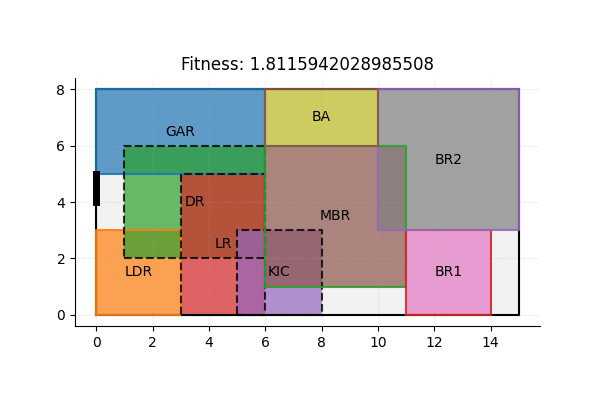 Fitness: 1.8115942028985508
8
6
4
2
0
GAR
BA
BR2
DR
MBR
LR
LDR
KIC
BR1
0 2 4 6 8 10 12 14